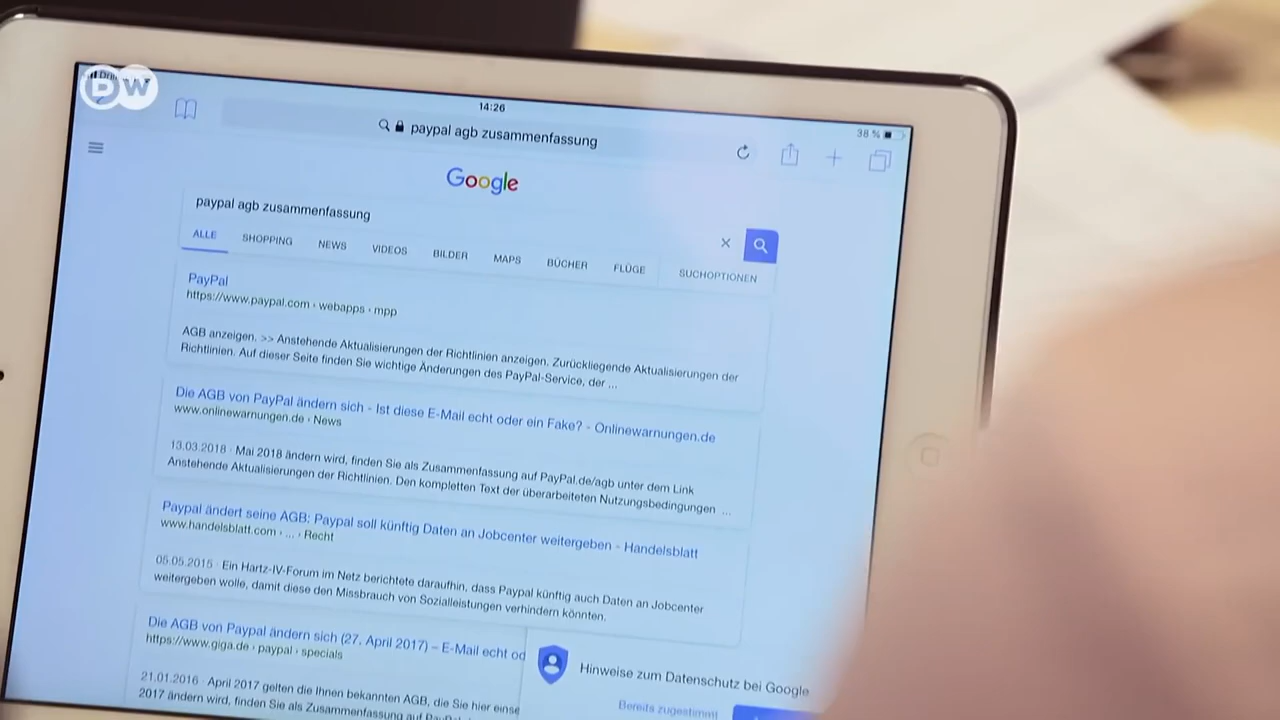 DW
14:26
38 %
paypal agb zusammenfassung
Google
paypal agb zusammenfassung
ALLE SHOPPING NEWS VIDEOS BILDER MAPS BÜCHER FLÜGE SUCHOPTIONEN
PayPal
https://www.paypal.com › webapps › mpp
AGB anzeigen. >> Anstehende Aktualisierungen der Richtlinien anzeigen. Zurückliegende Aktualisierungen der
Richtlinien. Auf dieser Seite finden Sie wichtige Änderungen des PayPal-Service, der ...
Die AGB von PayPal ändern sich - Ist diese E-Mail echt oder ein Fake? - Onlinewarnungen.de
www.onlinewarnungen.de › News
13.03.2018 · Mai 2018 ändern wird, finden Sie als Zusammenfassung auf PayPal.de/agb unter dem Link
Anstehende Aktualisierungen der Richtlinien. Den kompletten Text der überarbeiteten Nutzungsbedingungen ...
Paypal ändert seine AGB: Paypal soll künftig Daten an Jobcenter weitergeben - Handelsblatt
www.handelsblatt.com › ... › Recht
05.05.2015 · Ein Hartz-IV-Forum im Netz berichtete daraufhin, dass Paypal künftig auch Daten an Jobcenter
weitergeben wolle, damit diese den Missbrauch von Sozialleistungen verhindern könnten.
Die AGB von Paypal ändern sich (27. April 2017) – E-Mail echt od
https://www.giga.de › paypal › specials
21.01.2016 · April 2017 gelten die Ihnen bekannten AGB, die Sie hier einse
2017 ändern wird, finden Sie als Zusammenfassung auf
Hinweise zum Datenschutz bei Google
Bereits zugestimmt